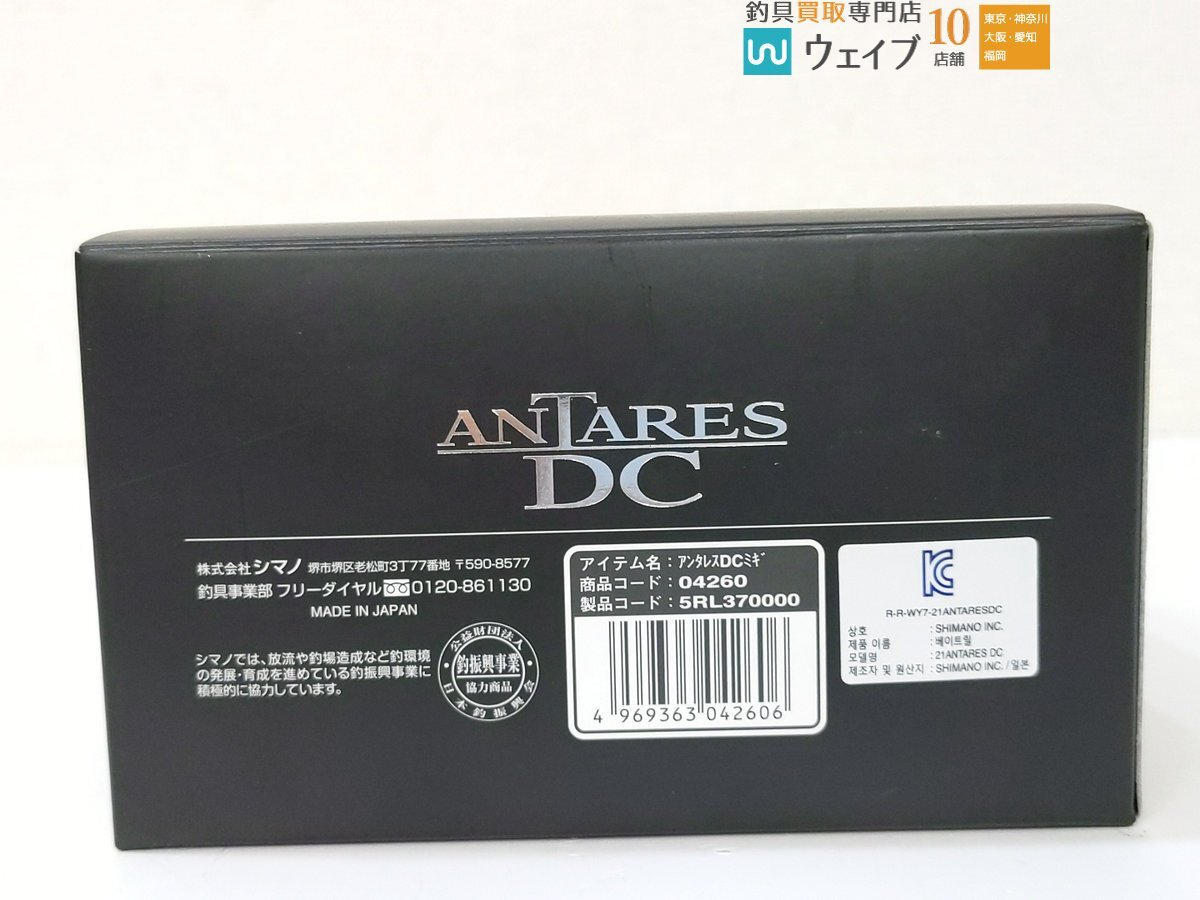 釣具買取専門店
ウェイブ
10
店舗
東京・神奈川
大阪・愛知
福岡
ANTARES
DC
株式会社シマノ 堺市堺区老松町3丁77番地 〒590-8577
釣具事業部 フリーダイヤル 0120-861130
MADE IN JAPAN
シマノでは、放流や釣場造成など釣環境
の発展・育成を進めている釣振興事業に
積極的に協力しています。
公益財団法人
釣振興事業
協力商品
日本釣振興会
アイテム名：ｱﾝﾀﾚｽDCﾐｷﾞ
商品コード：04260
製品コード：5RL370000
4 969363 042606
R-R-WY7-21ANTARESDC
상호 : SHIMANO INC.
제품 이름 : 베이트릴
모델명 : 21ANTARES DC
제조자 및 원산지 : SHIMANO INC. / 일본